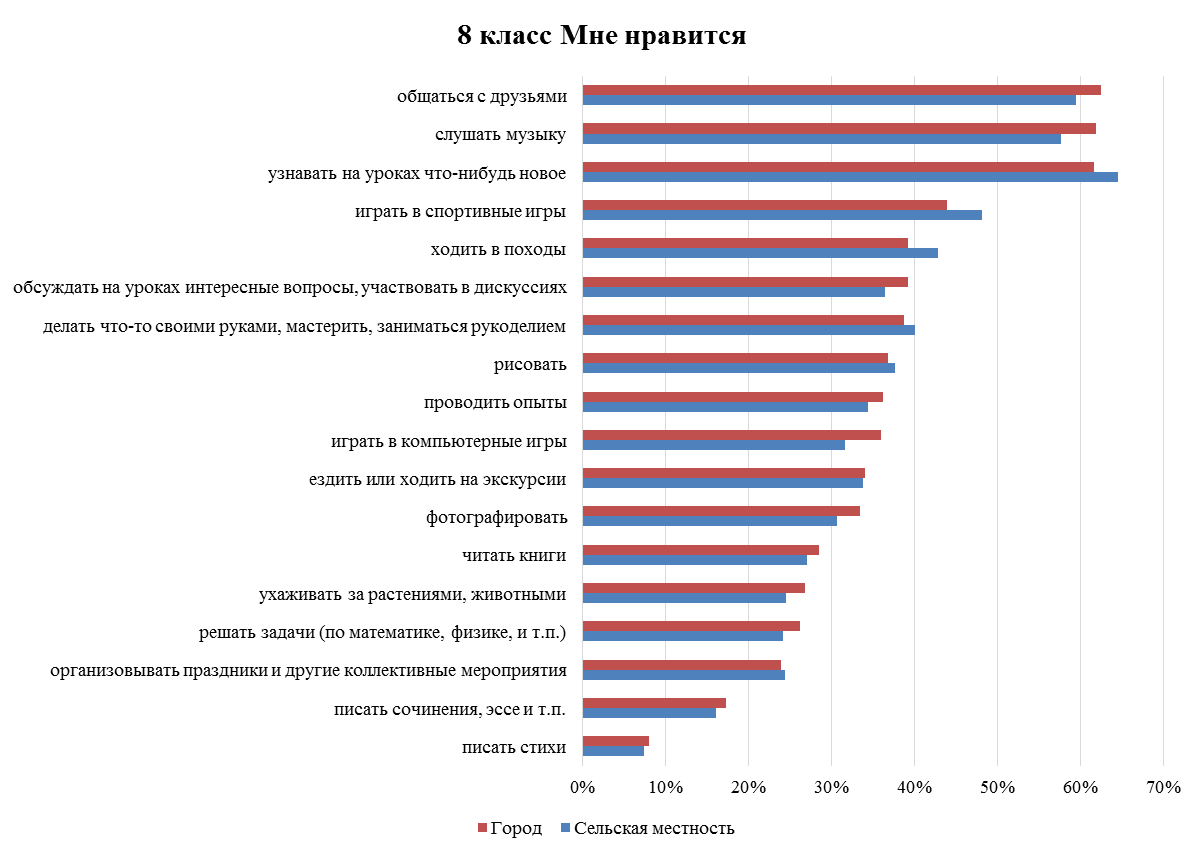 8 класс Мне нравится
общаться с друзьями
слушать музыку
узнавать на уроках что-нибудь новое
играть в спортивные игры
ходить в походы
обсуждать на уроках интересные вопросы, участвовать в дискуссиях
делать что-то своими руками, мастерить, заниматься рукоделием
рисовать
проводить опыты
играть в компьютерные игры
ездить или ходить на экскурсии
фотографировать
читать книги
ухаживать за растениями, животными
решать задачи (по математике, физике, и т.п.)
организовывать праздники и другие коллективные мероприятия
писать сочинения, эссе и т.п.
писать стихи
0% 10% 20% 30% 40% 50% 60% 70%
Город Сельская местность